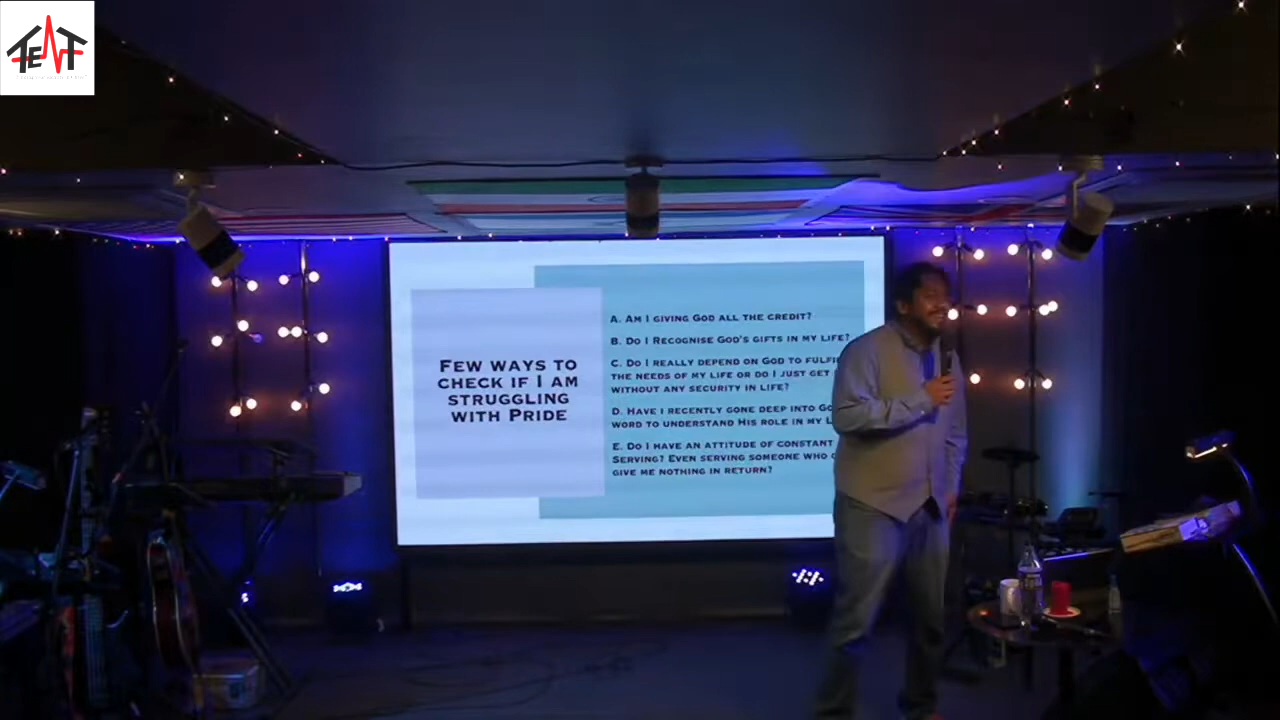 TENT
Few ways to
check if I am
struggling
with Pride
A. Am I giving God all the credit?
B. Do I Recognise God's gifts in my life?
C. Do I really depend on God to
the needs of my life or do I just get
without any security in life?
D. Have I recently gone deep into
word to understand His role in my
E. Do I have an attitude of constant
Serving? Even serving someone who
give me nothing in return?